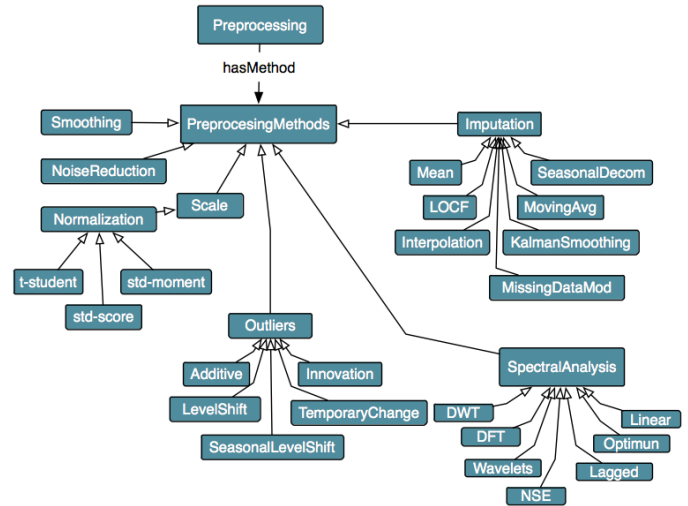 Preprocessing
hasMethod
Smoothing
PreprocesingMethods
Imputation
NoiseReduction
Mean
SeasonalDecom
Normalization
Scale
LOCF
MovingAvg
Interpolation
KalmanSmoothing
t-student
std-moment
MissingDataMod
std-score
Outliers
SpectralAnalysis
Additive
Innovation
LevelShift
TemporaryChange
SeasonalLevelShift
DWT
Linear
DFT
Optimun
Wavelets
Lagged
NSE